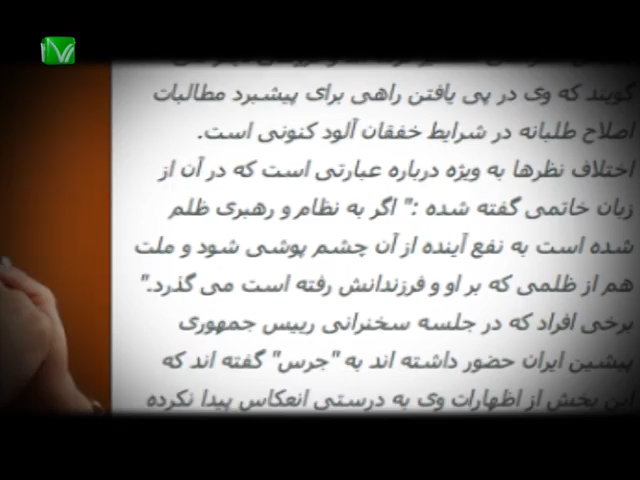 گویند که وی در پی یافتن راهی برای پیشبرد مطالبات
اصلاح طلبانه در شرایط خفقان آلود کنونی است.
اختلاف نظرها به ویژه درباره عبارتی است که در آن از
زبان خاتمی گفته شده :" اگر به نظام و رهبری ظلم
شده است به نفع آینده از آن چشم پوشی شود و ملت
هم از ظلمی که بر او و فرزندانش رفته است می گذرد."
برخی افراد که در جلسه سخنرانی رییس جمهوری
پیشین ایران حضور داشته اند به "جرس" گفته اند که
این بخش از اظهارات وی به درستی انعکاس پیدا نکرده